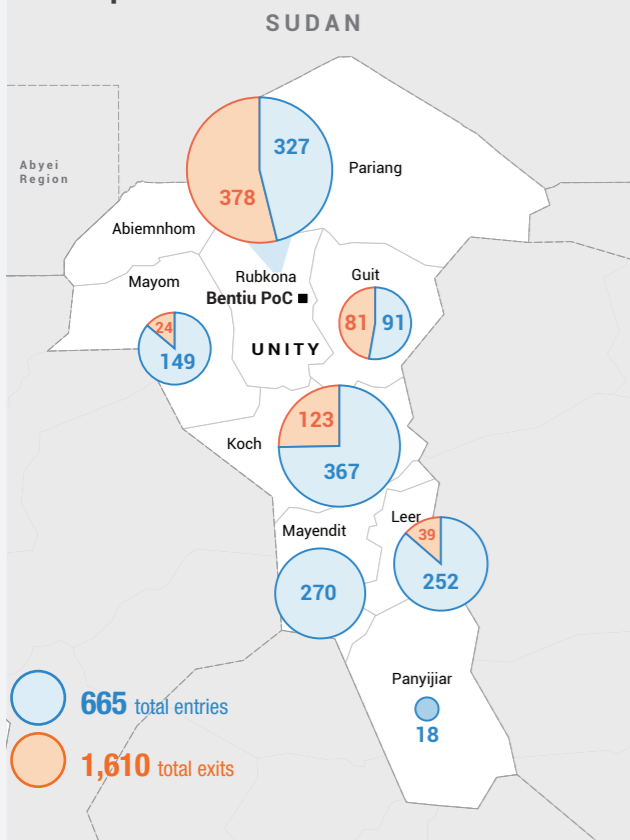 SUDAN
327
Pariang
378
Abyei
Region
Abiemnhom
Rubkona
Guit
Mayom
Bentiu PoC
24
81
91
UNITY
149
123
Koch
367
Leer
Mayendit
39
252
270
Panyijiar
665 total entries
18
1,610 total exits